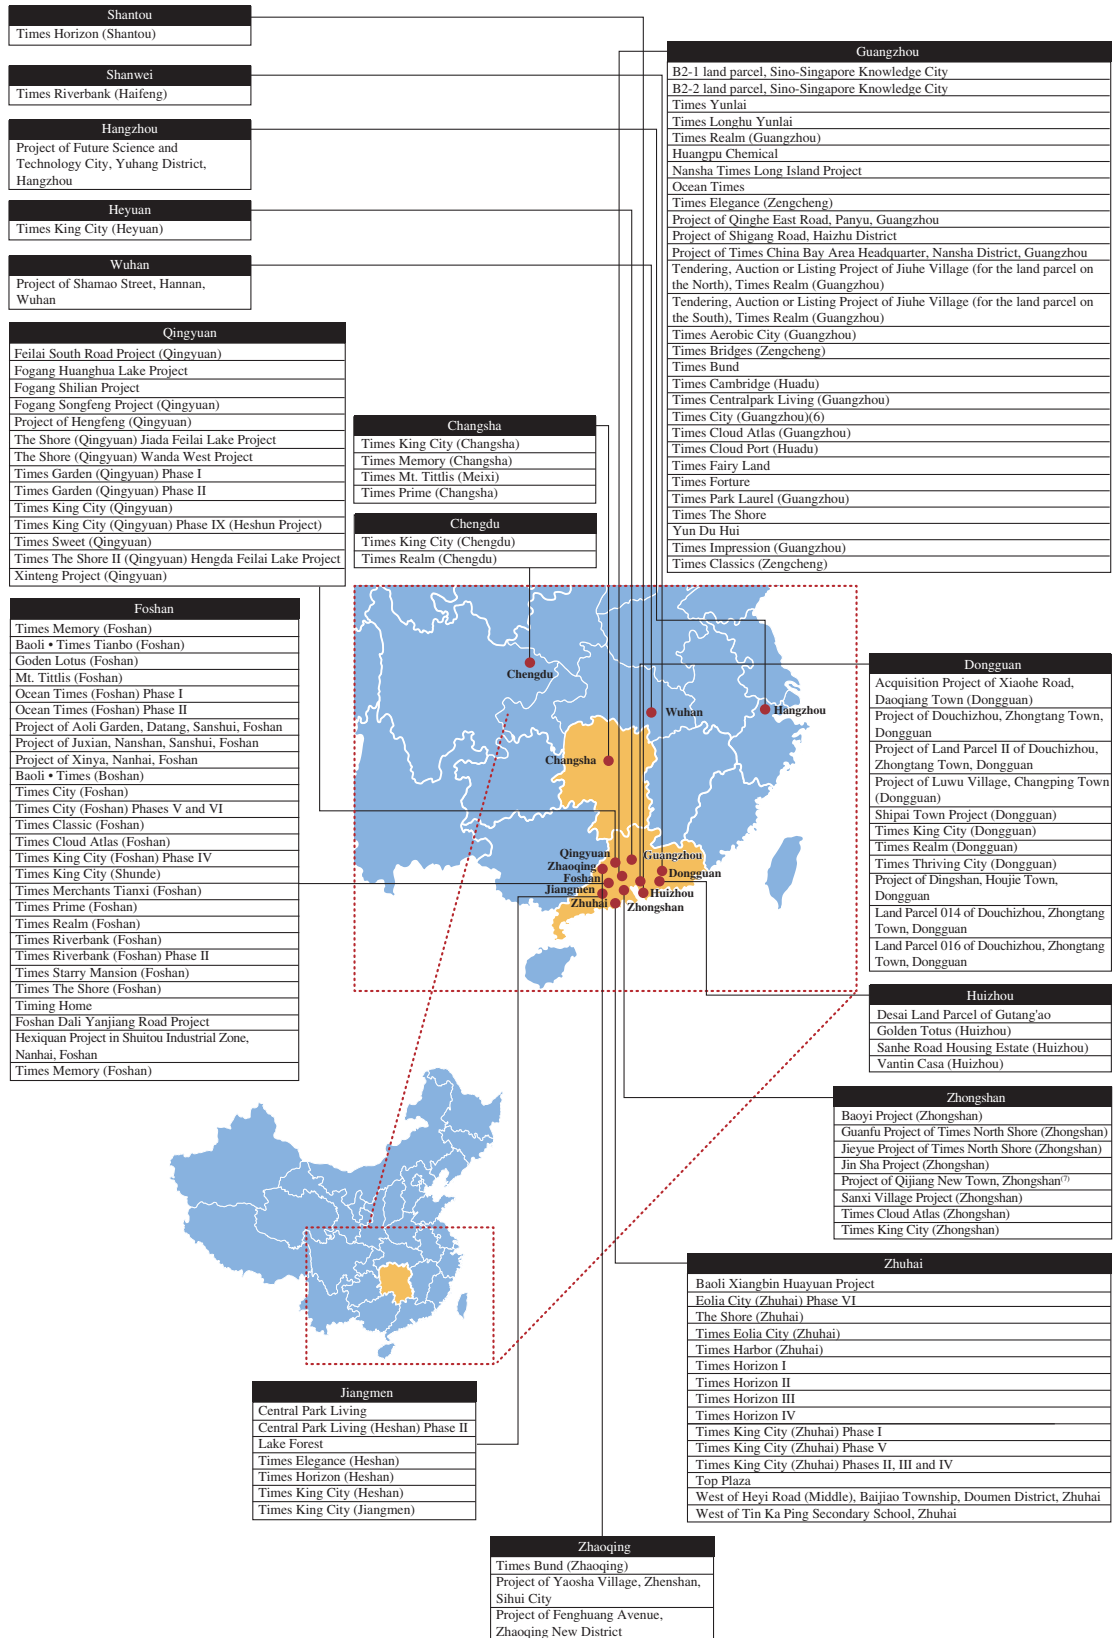 Shantou
Times Horizon (Shantou)
Shanwei
Times Riverbank (Haifeng)
Hangzhou
Project of Future Science and
Technology City, Yuhang District,
Hangzhou
Heyuan
Times King City (Heyuan)
Wuhan
Project of Shamao Street, Hannan,
Wuhan
Qingyuan
Feilai South Road Project (Qingyuan)
Fogang Huanghua Lake Project
Fogang Shilian Project
Fogang Songfeng Project (Qingyuan)
Project of Hengfeng (Qingyuan)
The Shore (Qingyuan) Jiada Feilai Lake Project
The Shore (Qingyuan) Wanda West Project
Times Garden (Qingyuan) Phase I
Times Garden (Qingyuan) Phase II
Times King City (Qingyuan)
Times King City (Qingyuan) Phase IX (Heshun Project)
Times Sweet (Qingyuan)
Times The Shore II (Qingyuan) Hengda Feilai Lake Project
Xinteng Project (Qingyuan)
Foshan
Times Memory (Foshan)
Baoli • Times Tianbo (Foshan)
Goden Lotus (Foshan)
Mt. Tittlis (Foshan)
Ocean Times (Foshan) Phase I
Ocean Times (Foshan) Phase II
Project of Aoli Garden, Datang, Sanshui, Foshan
Project of Juxian, Nanshan, Sanshui, Foshan
Project of Xinya, Nanhai, Foshan
Baoli • Times (Boshan)
Times City (Foshan)
Times City (Foshan) Phases V and VI
Times Classic (Foshan)
Times Cloud Atlas (Foshan)
Times King City (Foshan) Phase IV
Times King City (Shunde)
Times Merchants Tianxi (Foshan)
Times Prime (Foshan)
Times Realm (Foshan)
Times Riverbank (Foshan)
Times Riverbank (Foshan) Phase II
Times Starry Mansion (Foshan)
Times The Shore (Foshan)
Timing Home
Foshan Dali Yanjiang Road Project
Hexiquan Project in Shuitou Industrial Zone,
Nanhai, Foshan
Times Memory (Foshan)
Changsha
Times King City (Changsha)
Times Memory (Changsha)
Times Mt. Tittlis (Meixi)
Times Prime (Changsha)
Chengdu
Times King City (Chengdu)
Times Realm (Chengdu)
Guangzhou
B2-1 land parcel, Sino-Singapore Knowledge City
B2-2 land parcel, Sino-Singapore Knowledge City
Times Yunlai
Times Longhu Yunlai
Times Realm (Guangzhou)
Huangpu Chemical
Nansha Times Long Island Project
Ocean Times
Times Elegance (Zengcheng)
Project of Qinghe East Road, Panyu, Guangzhou
Project of Shigang Road, Haizhu District
Project of Times China Bay Area Headquarter, Nansha District, Guangzhou
Tendering, Auction or Listing Project of Jiuhe Village (for the land parcel on
the North), Times Realm (Guangzhou)
Tendering, Auction or Listing Project of Jiuhe Village (for the land parcel on
the South), Times Realm (Guangzhou)
Times Aerobic City (Guangzhou)
Times Bridges (Zengcheng)
Times Bund
Times Cambridge (Huadu)
Times Centralpark Living (Guangzhou)
Times City (Guangzhou)(6)
Times Cloud Atlas (Guangzhou)
Times Cloud Port (Huadu)
Times Fairy Land
Times Forture
Times Park Laurel (Guangzhou)
Times The Shore
Yun Du Hui
Times Impression (Guangzhou)
Times Classics (Zengcheng)
Chengdu
Wuhan
Hangzhou
Changsha
Qingyuan
Guangzhou
Zhaoqing
Dongguan
Foshan
Jiangmen
Huizhou
Zhuhai
Zhongshan
Dongguan
Acquisition Project of Xiaohe Road,
Daoqiang Town (Dongguan)
Project of Douchizhou, Zhongtang Town,
Dongguan
Project of Land Parcel II of Douchizhou,
Zhongtang Town, Dongguan
Project of Luwu Village, Changping Town
(Dongguan)
Shipai Town Project (Dongguan)
Times King City (Dongguan)
Times Realm (Dongguan)
Times Thriving City (Dongguan)
Project of Dingshan, Houjie Town,
Dongguan
Land Parcel 014 of Douchizhou, Zhongtang
Town, Dongguan
Land Parcel 016 of Douchizhou, Zhongtang
Town, Dongguan
Huizhou
Desai Land Parcel of Gutang'ao
Golden Totus (Huizhou)
Sanhe Road Housing Estate (Huizhou)
Vantin Casa (Huizhou)
Zhongshan
Baoyi Project (Zhongshan)
Guanfu Project of Times North Shore (Zhongshan)
Jieyue Project of Times North Shore (Zhongshan)
Jin Sha Project (Zhongshan)
Project of Qijiang New Town, Zhongshan(7)
Sanxi Village Project (Zhongshan)
Times Cloud Atlas (Zhongshan)
Times King City (Zhongshan)
Zhuhai
Baoli Xiangbin Huayuan Project
Eolia City (Zhuhai) Phase VI
The Shore (Zhuhai)
Times Eolia City (Zhuhai)
Times Harbor (Zhuhai)
Times Horizon I
Times Horizon II
Times Horizon III
Times Horizon IV
Times King City (Zhuhai) Phase I
Times King City (Zhuhai) Phase V
Times King City (Zhuhai) Phases II, III and IV
Top Plaza
West of Heyi Road (Middle), Baijiao Township, Doumen District, Zhuhai
West of Tin Ka Ping Secondary School, Zhuhai
Jiangmen
Central Park Living
Central Park Living (Heshan) Phase II
Lake Forest
Times Elegance (Heshan)
Times Horizon (Heshan)
Times King City (Heshan)
Times King City (Jiangmen)
Zhaoqing
Times Bund (Zhaoqing)
Project of Yaosha Village, Zhenshan,
Sihui City
Project of Fenghuang Avenue,
Zhaoqing New District